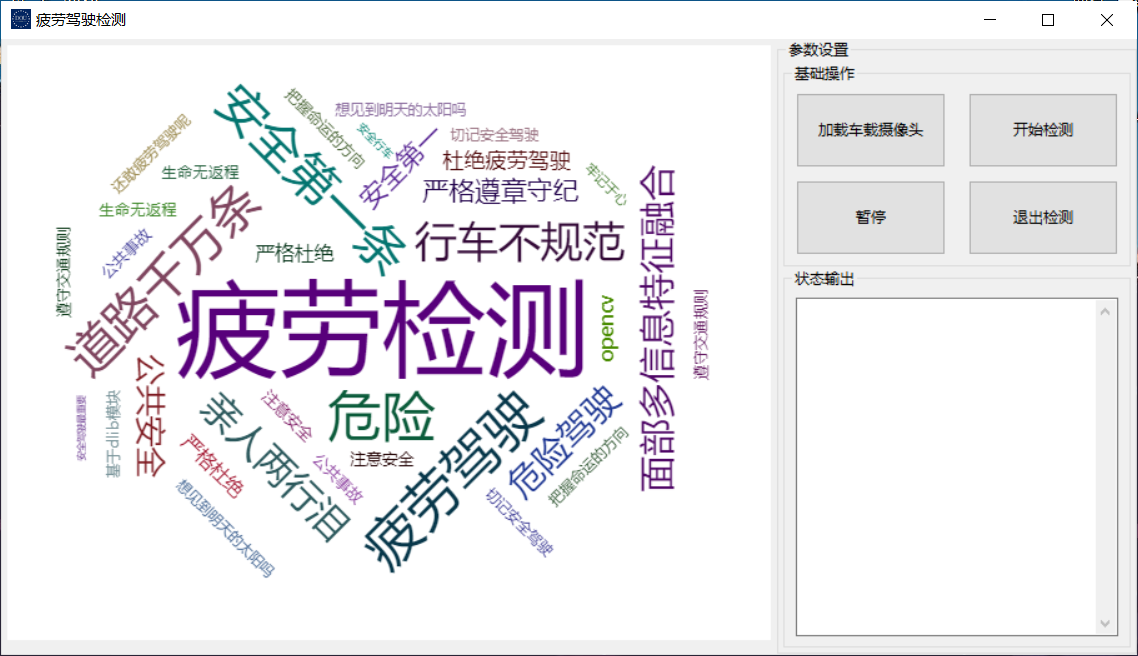 疲劳驾驶检测
安全第一条
把握命运的方向
想见到明天的太阳吗
安全行车
安全第一
切记安全驾驶
还敢疲劳驾驶呢
生命无返程
杜绝疲劳驾驶
严格遵章守纪
牢记于心
生命无返程
公共事故
遵守交通规则
道路千万条
严格杜绝
行车不规范
面部多信息特征融合
疲劳检测
opencv
遵守交通规则
公共安全
安全驾驶最重要
基于dlib模块
亲人两行泪
注意安全
危险
疲劳驾驶
危险驾驶
严格杜绝
公共事故
注意安全
把握命运的方向
想见到明天的太阳吗
切记安全驾驶
参数设置
基础操作
加载车载摄像头
开始检测
暂停
退出检测
状态输出